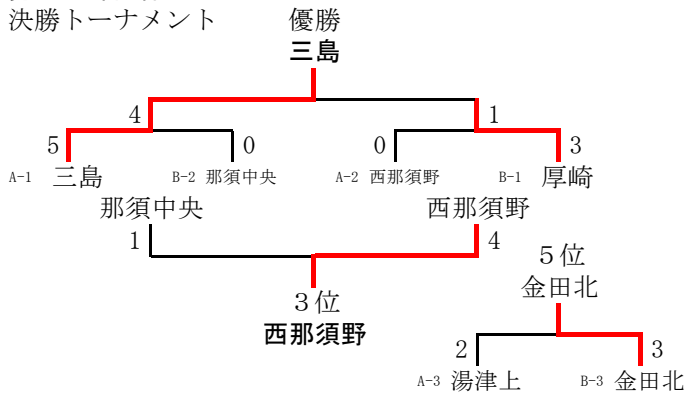 決勝トーナメント 優勝
三島
4 1
5 0 0 3
A-1 三島 B-2 那須中央 A-2 西那須野 B-1 厚崎
那須中央 西那須野
1 4
5位
3位 金田北
西那須野
2 3
A-3 湯津上 B-3 金田北